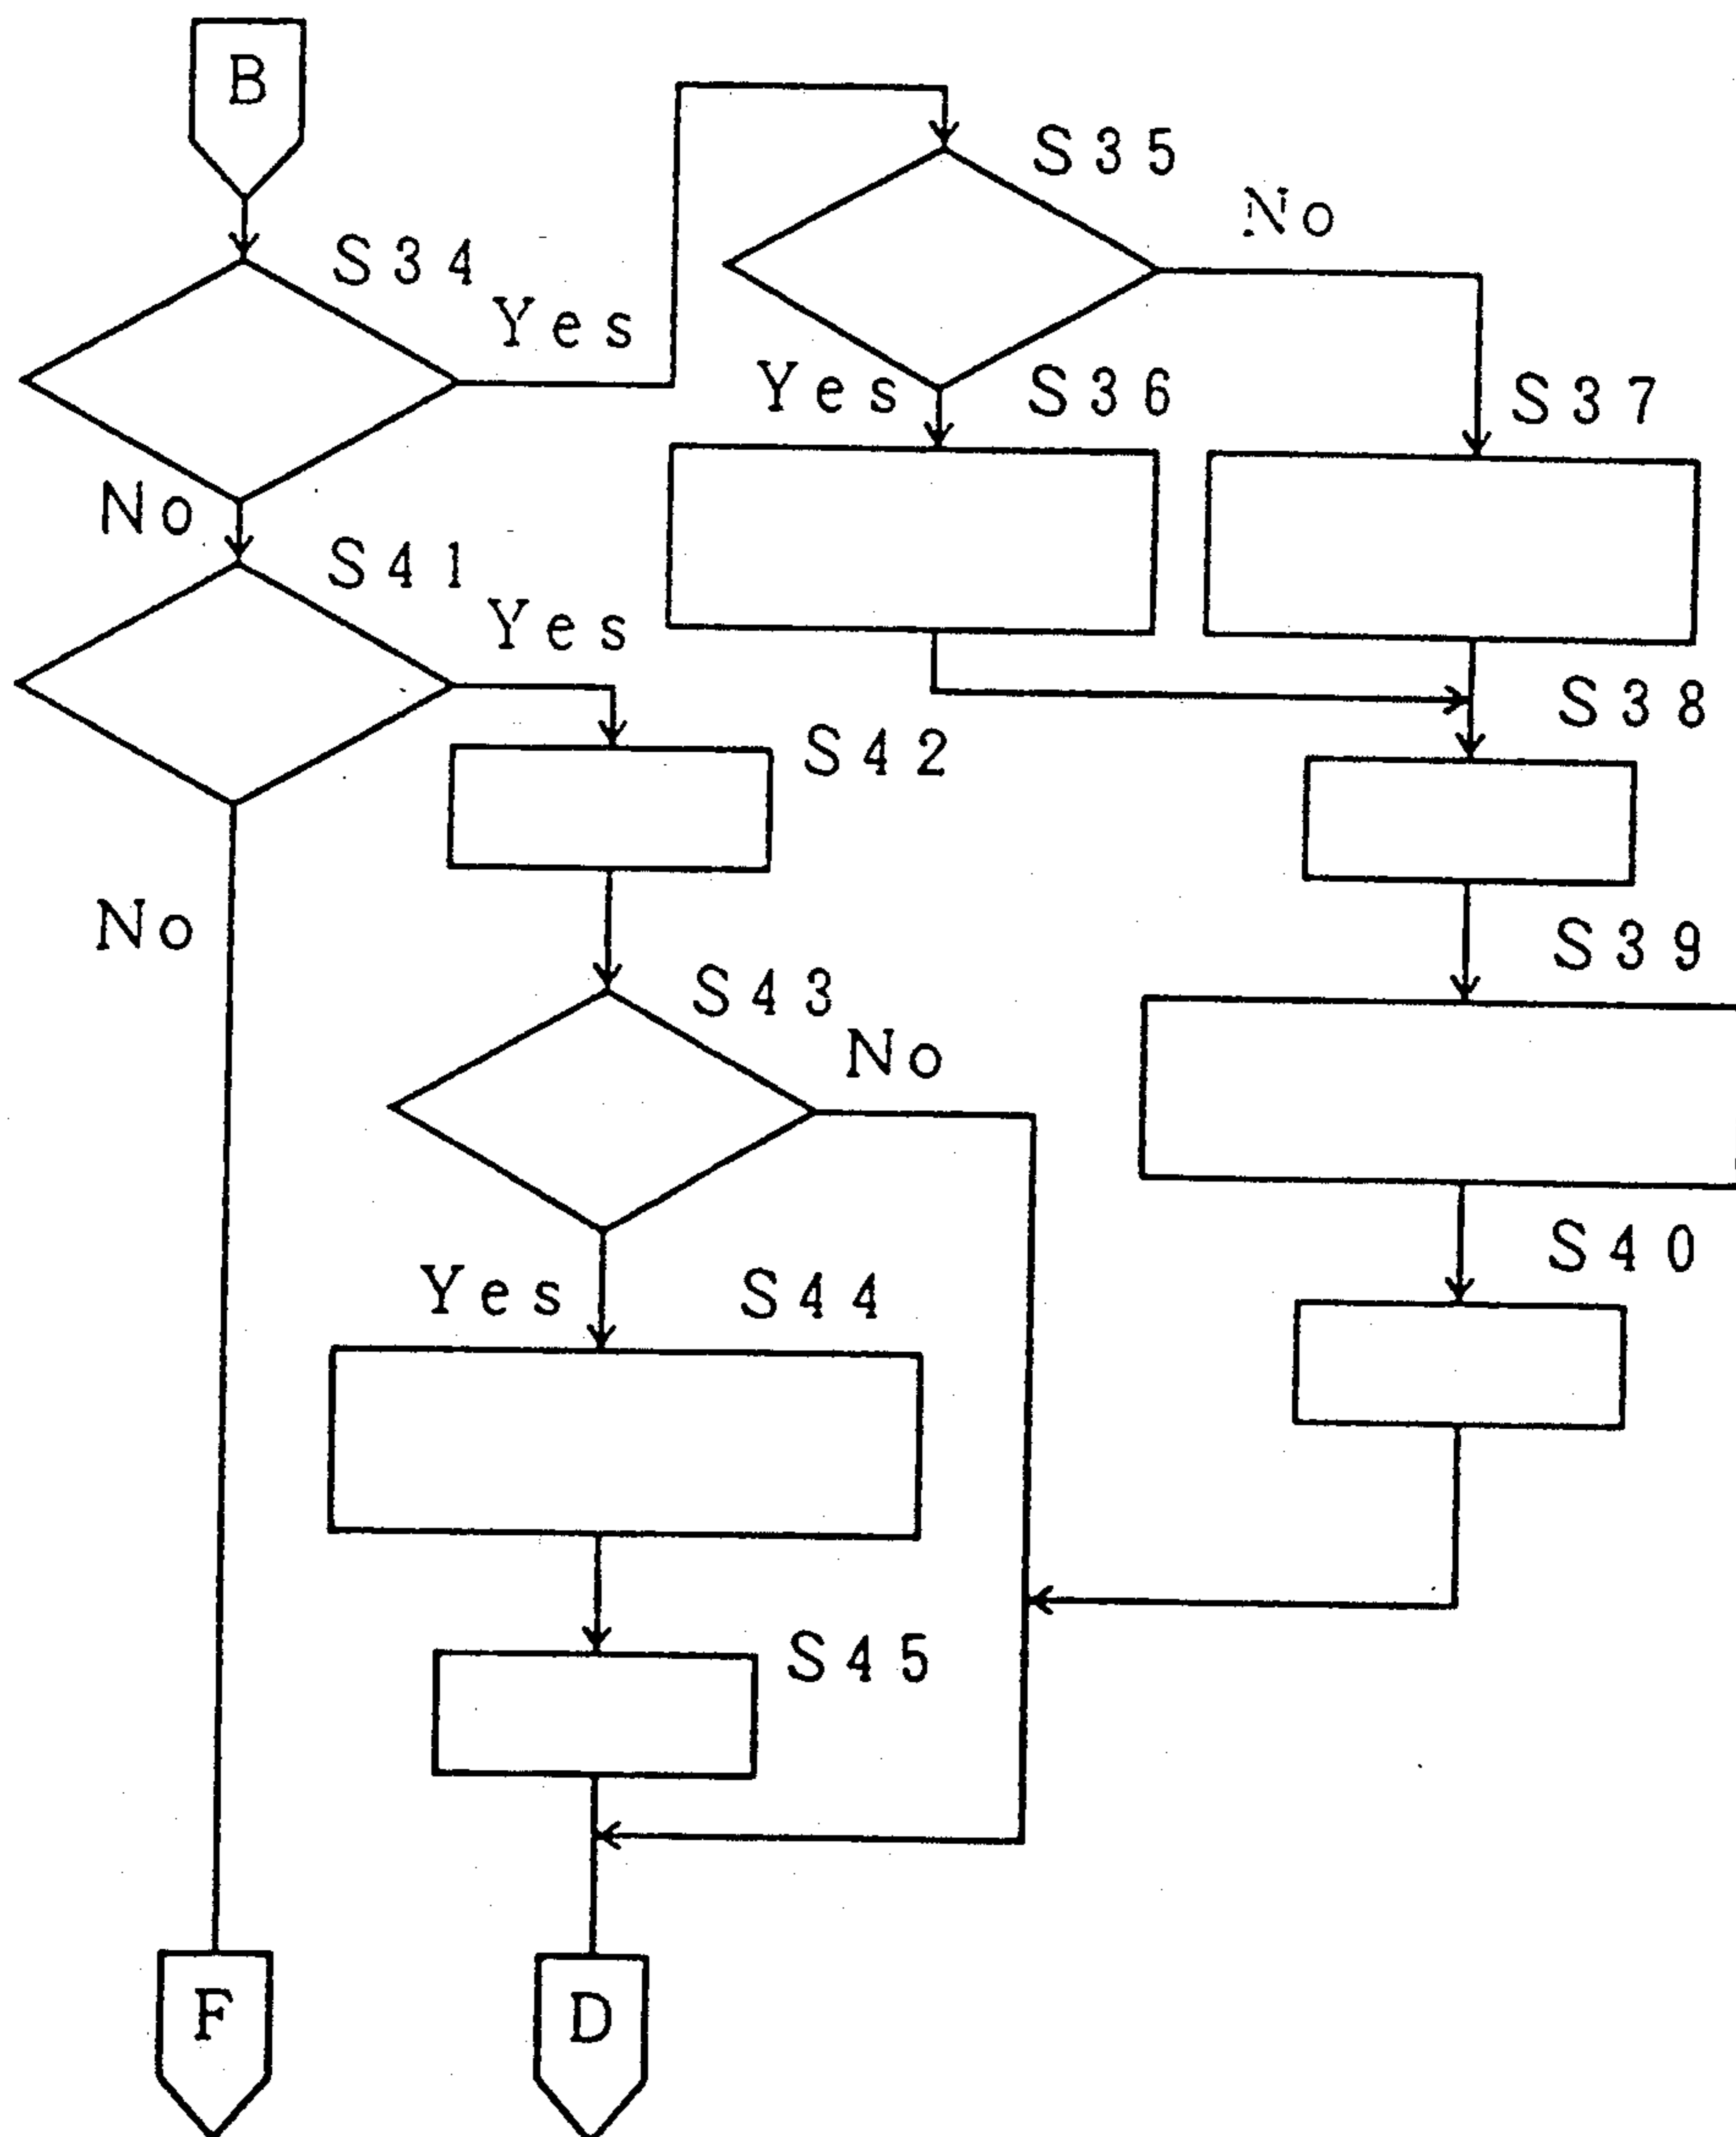 B
S35
No
S34
Yes
Yes
S36
S37
No
S41
Yes
S38
S42
No
S39
S43
No
S40
Yes
S44
S45
F
D